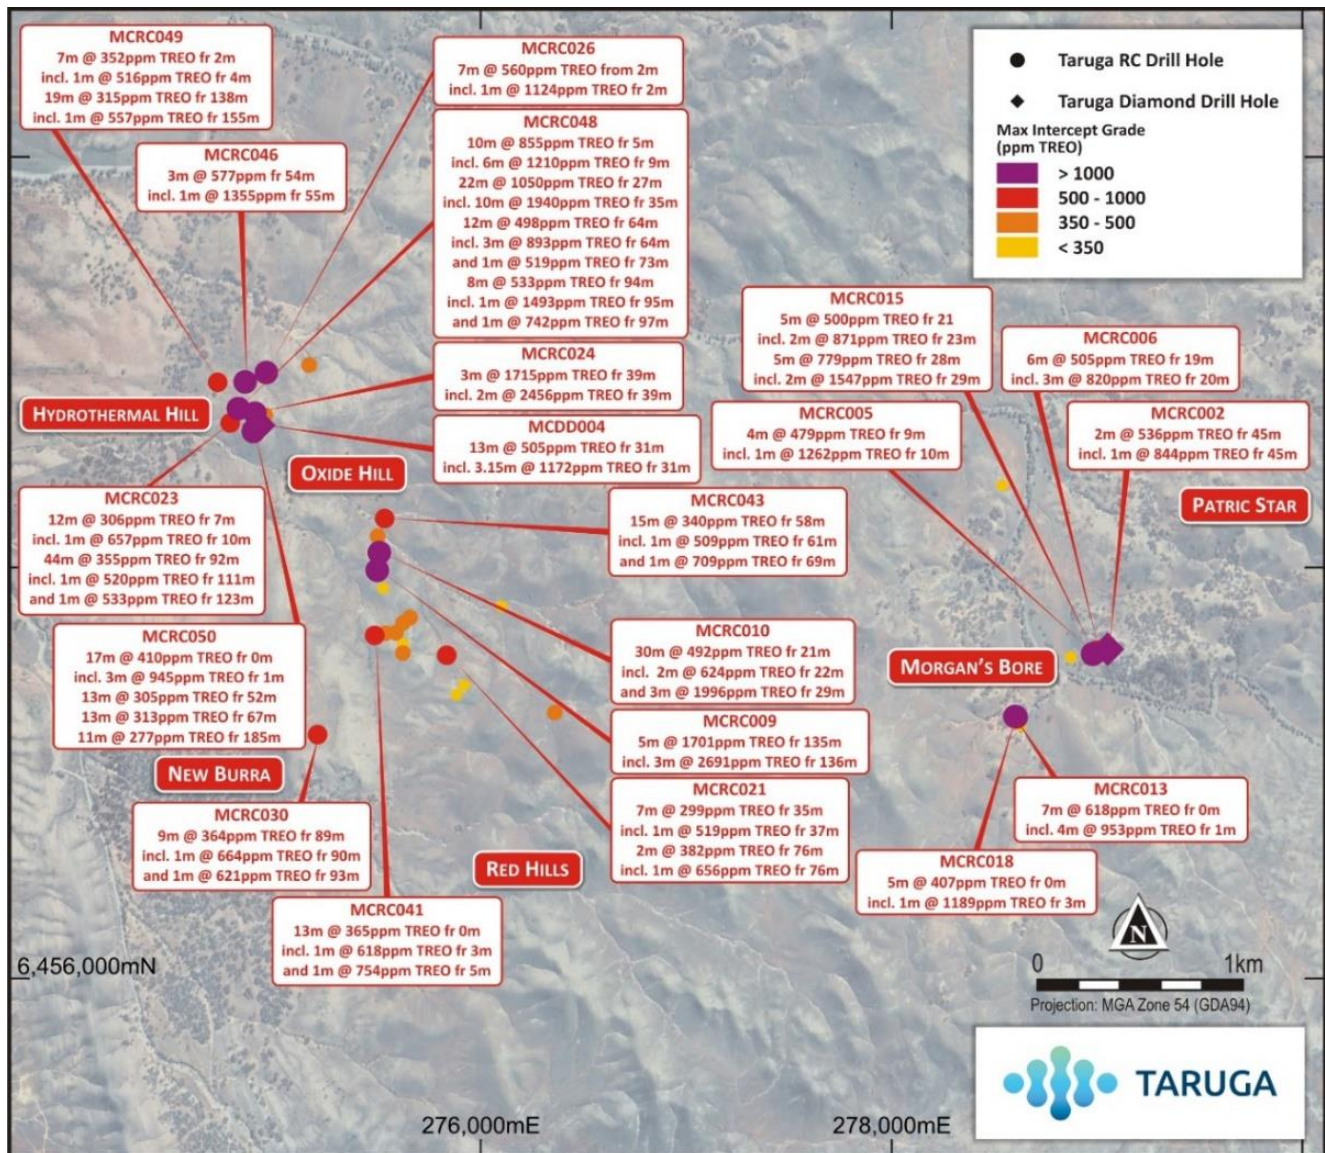 MCRC049
7m @ 352ppm TREO fr 2m
incl. 1m @ 516ppm TREO fr 4m
19m @ 315ppm TREO fr 138m
incl. 1m @ 557ppm TREO fr 155m
MCRC026
7m @ 560ppm TREO from 2m
incl. 1m @ 1124ppm TREO fr 2m
Taruga RC Drill Hole
Taruga Diamond Drill Hole
Max Intercept Grade
(ppm TREO)
> 1000
500 - 1000
350 - 500
< 350
MCRC046
3m @ 577ppm fr 54m
incl. 1m @ 1355ppm fr 55m
MCRC048
10m @ 855ppm TREO fr 5m
incl. 6m @ 1210ppm TREO fr 9m
22m @ 1050ppm TREO fr 27m
incl. 10m @ 1940ppm TREO fr 35m
12m @ 498ppm TREO fr 64m
incl. 3m @ 893ppm TREO fr 64m
and 1m @ 519ppm TREO fr 73m
8m @ 533ppm TREO fr 94m
incl. 1m @ 1493ppm TREO fr 95m
and 1m @ 742ppm TREO fr 97m
MCRC024
3m @ 1715ppm TREO fr 39m
incl. 2m @ 2456ppm TREO fr 39m
MCDD004
13m @ 505ppm TREO fr 31m
incl. 3.15m @ 1172ppm TREO fr 31m
MCRC015
5m @ 500ppm TREO fr 21
incl. 2m @ 871ppm TREO fr 23m
5m @ 779ppm TREO fr 28m
incl. 2m @ 1547ppm TREO fr 29m
MCRC006
6m @ 505ppm TREO fr 19m
incl. 3m @ 820ppm TREO fr 20m
MCRC005
4m @ 479ppm TREO fr 9m
incl. 1m @ 1262ppm TREO fr 10m
MCRC002
2m @ 536ppm TREO fr 45m
incl. 1m @ 844ppm TREO fr 45m
HYDROTHERMAL HILL
OXIDE HILL
PATRIC STAR
MCRC023
12m @ 306ppm TREO fr 7m
incl. 1m @ 657ppm TREO fr 10m
44m @ 355ppm TREO fr 92m
incl. 1m @ 520ppm TREO fr 111m
and 1m @ 533ppm TREO fr 123m
MCRC043
15m @ 340ppm TREO fr 58m
incl. 1m @ 509ppm TREO fr 61m
and 1m @ 709ppm TREO fr 69m
MCRC050
17m @ 410ppm TREO fr 0m
incl. 3m @ 945ppm TREO fr 1m
13m @ 305ppm TREO fr 52m
13m @ 313ppm TREO fr 67m
11m @ 277ppm TREO fr 185m
MCRC010
30m @ 492ppm TREO fr 21m
incl. 2m @ 624ppm TREO fr 22m
and 3m @ 1996ppm TREO fr 29m
MORGAN'S BORE
MCRC009
5m @ 1701ppm TREO fr 135m
incl. 3m @ 2691ppm TREO fr 136m
NEW BURRA
MCRC021
7m @ 299ppm TREO fr 35m
incl. 1m @ 519ppm TREO fr 37m
2m @ 382ppm TREO fr 76m
incl. 1m @ 656ppm TREO fr 76m
MCRC013
7m @ 618ppm TREO fr 0m
incl. 4m @ 953ppm TREO fr 1m
MCRC030
9m @ 364ppm TREO fr 89m
incl. 1m @ 664ppm TREO fr 90m
and 1m @ 621ppm TREO fr 93m
RED HILLS
MCRC018
5m @ 407ppm TREO fr 0m
incl. 1m @ 1189ppm TREO fr 3m
MCRC041
13m @ 365ppm TREO fr 0m
incl. 1m @ 618ppm TREO fr 3m
and 1m @ 754ppm TREO fr 5m
N
6,456,000mN
0 1km
Projection: MGA Zone 54 (GDA94)
TARUGA
276,000mE
278,000mE